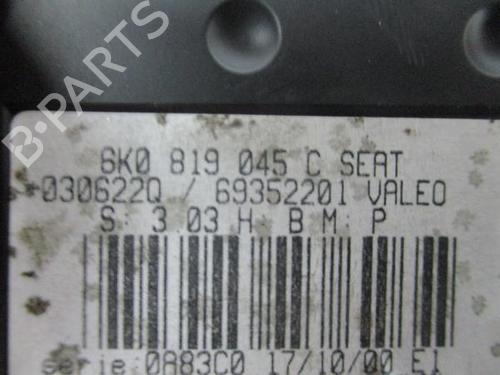 B-PARTS
6K0 819 045 C SEAT
030622Q / 69352201 VALEO
S: 3.03 H: B M: P
serie:0A83C0 17/10/00 E1